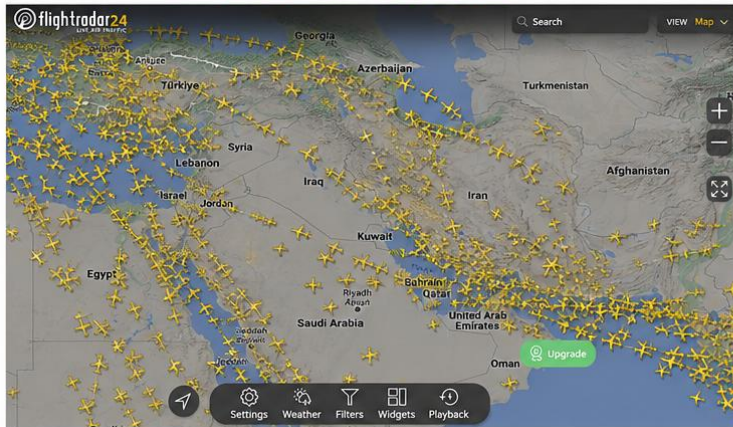 flightradar24
LIVE AIR TRAFFIC
Search
VIEW Map
Georgia
Azerbaijan
Türkiye
Turkmenistan
Syria
Lebanon
Afghanistan
Iraq
Iran
Israel
Jordan
Kuwait
Egypt
Bahrain
Qatar
Riyadh
Saudi Arabia
United Arab
Emirates
Oman
Upgrade
Settings
Weather
Filters
Widgets
Playback